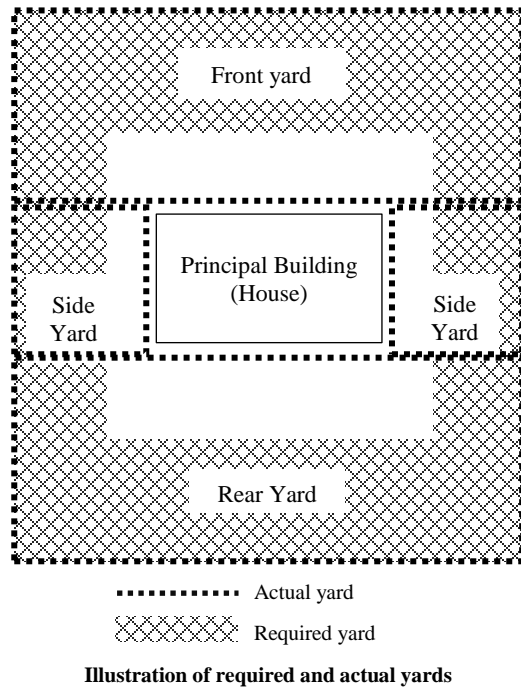 Front yard
Principal Building
(House)
Side
Yard
Side
Yard
Rear Yard
Actual yard
Required yard
Illustration of required and actual yards